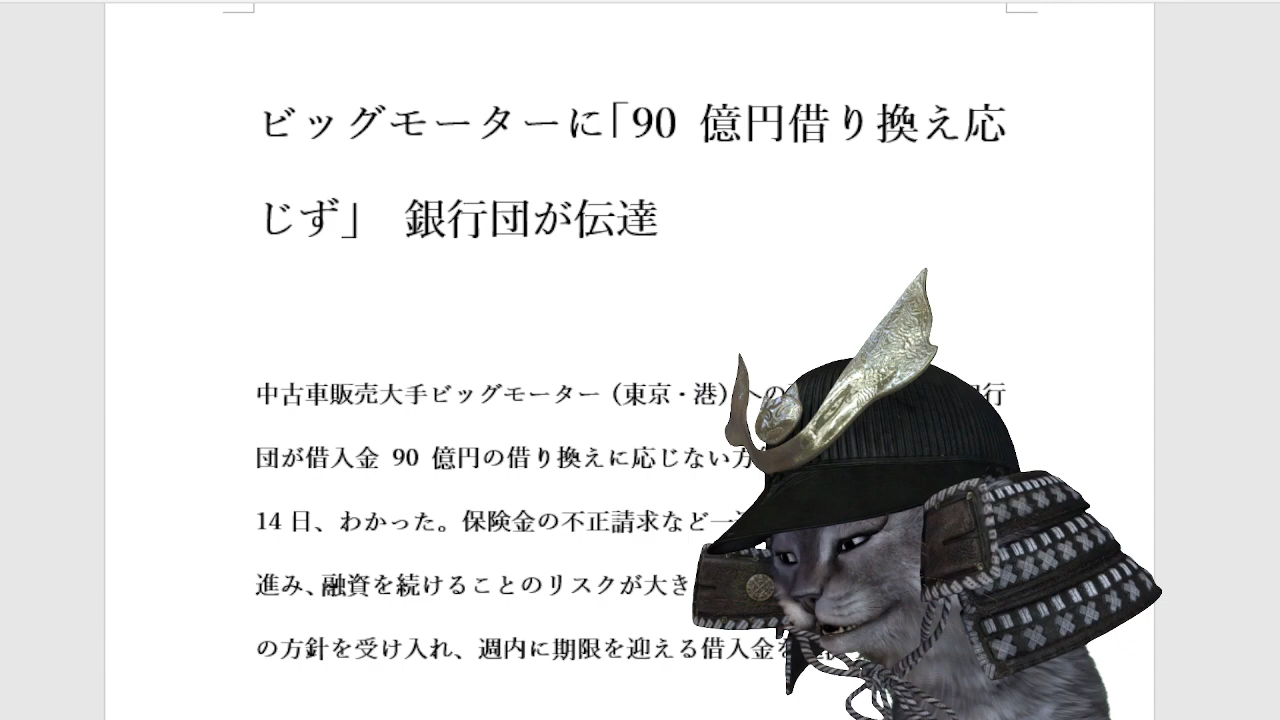 ビッグモーターに「90 億円借り換え応
じず」 銀行団が伝達
中古車販売大手ビッグモーター（東京・港）への 行
団が借入金 90 億円の借り換えに応じない方
14 日、わかった。保険金の不正請求など一
進み、融資を続けることのリスクが大き
の方針を受け入れ、週内に期限を迎える借入金を